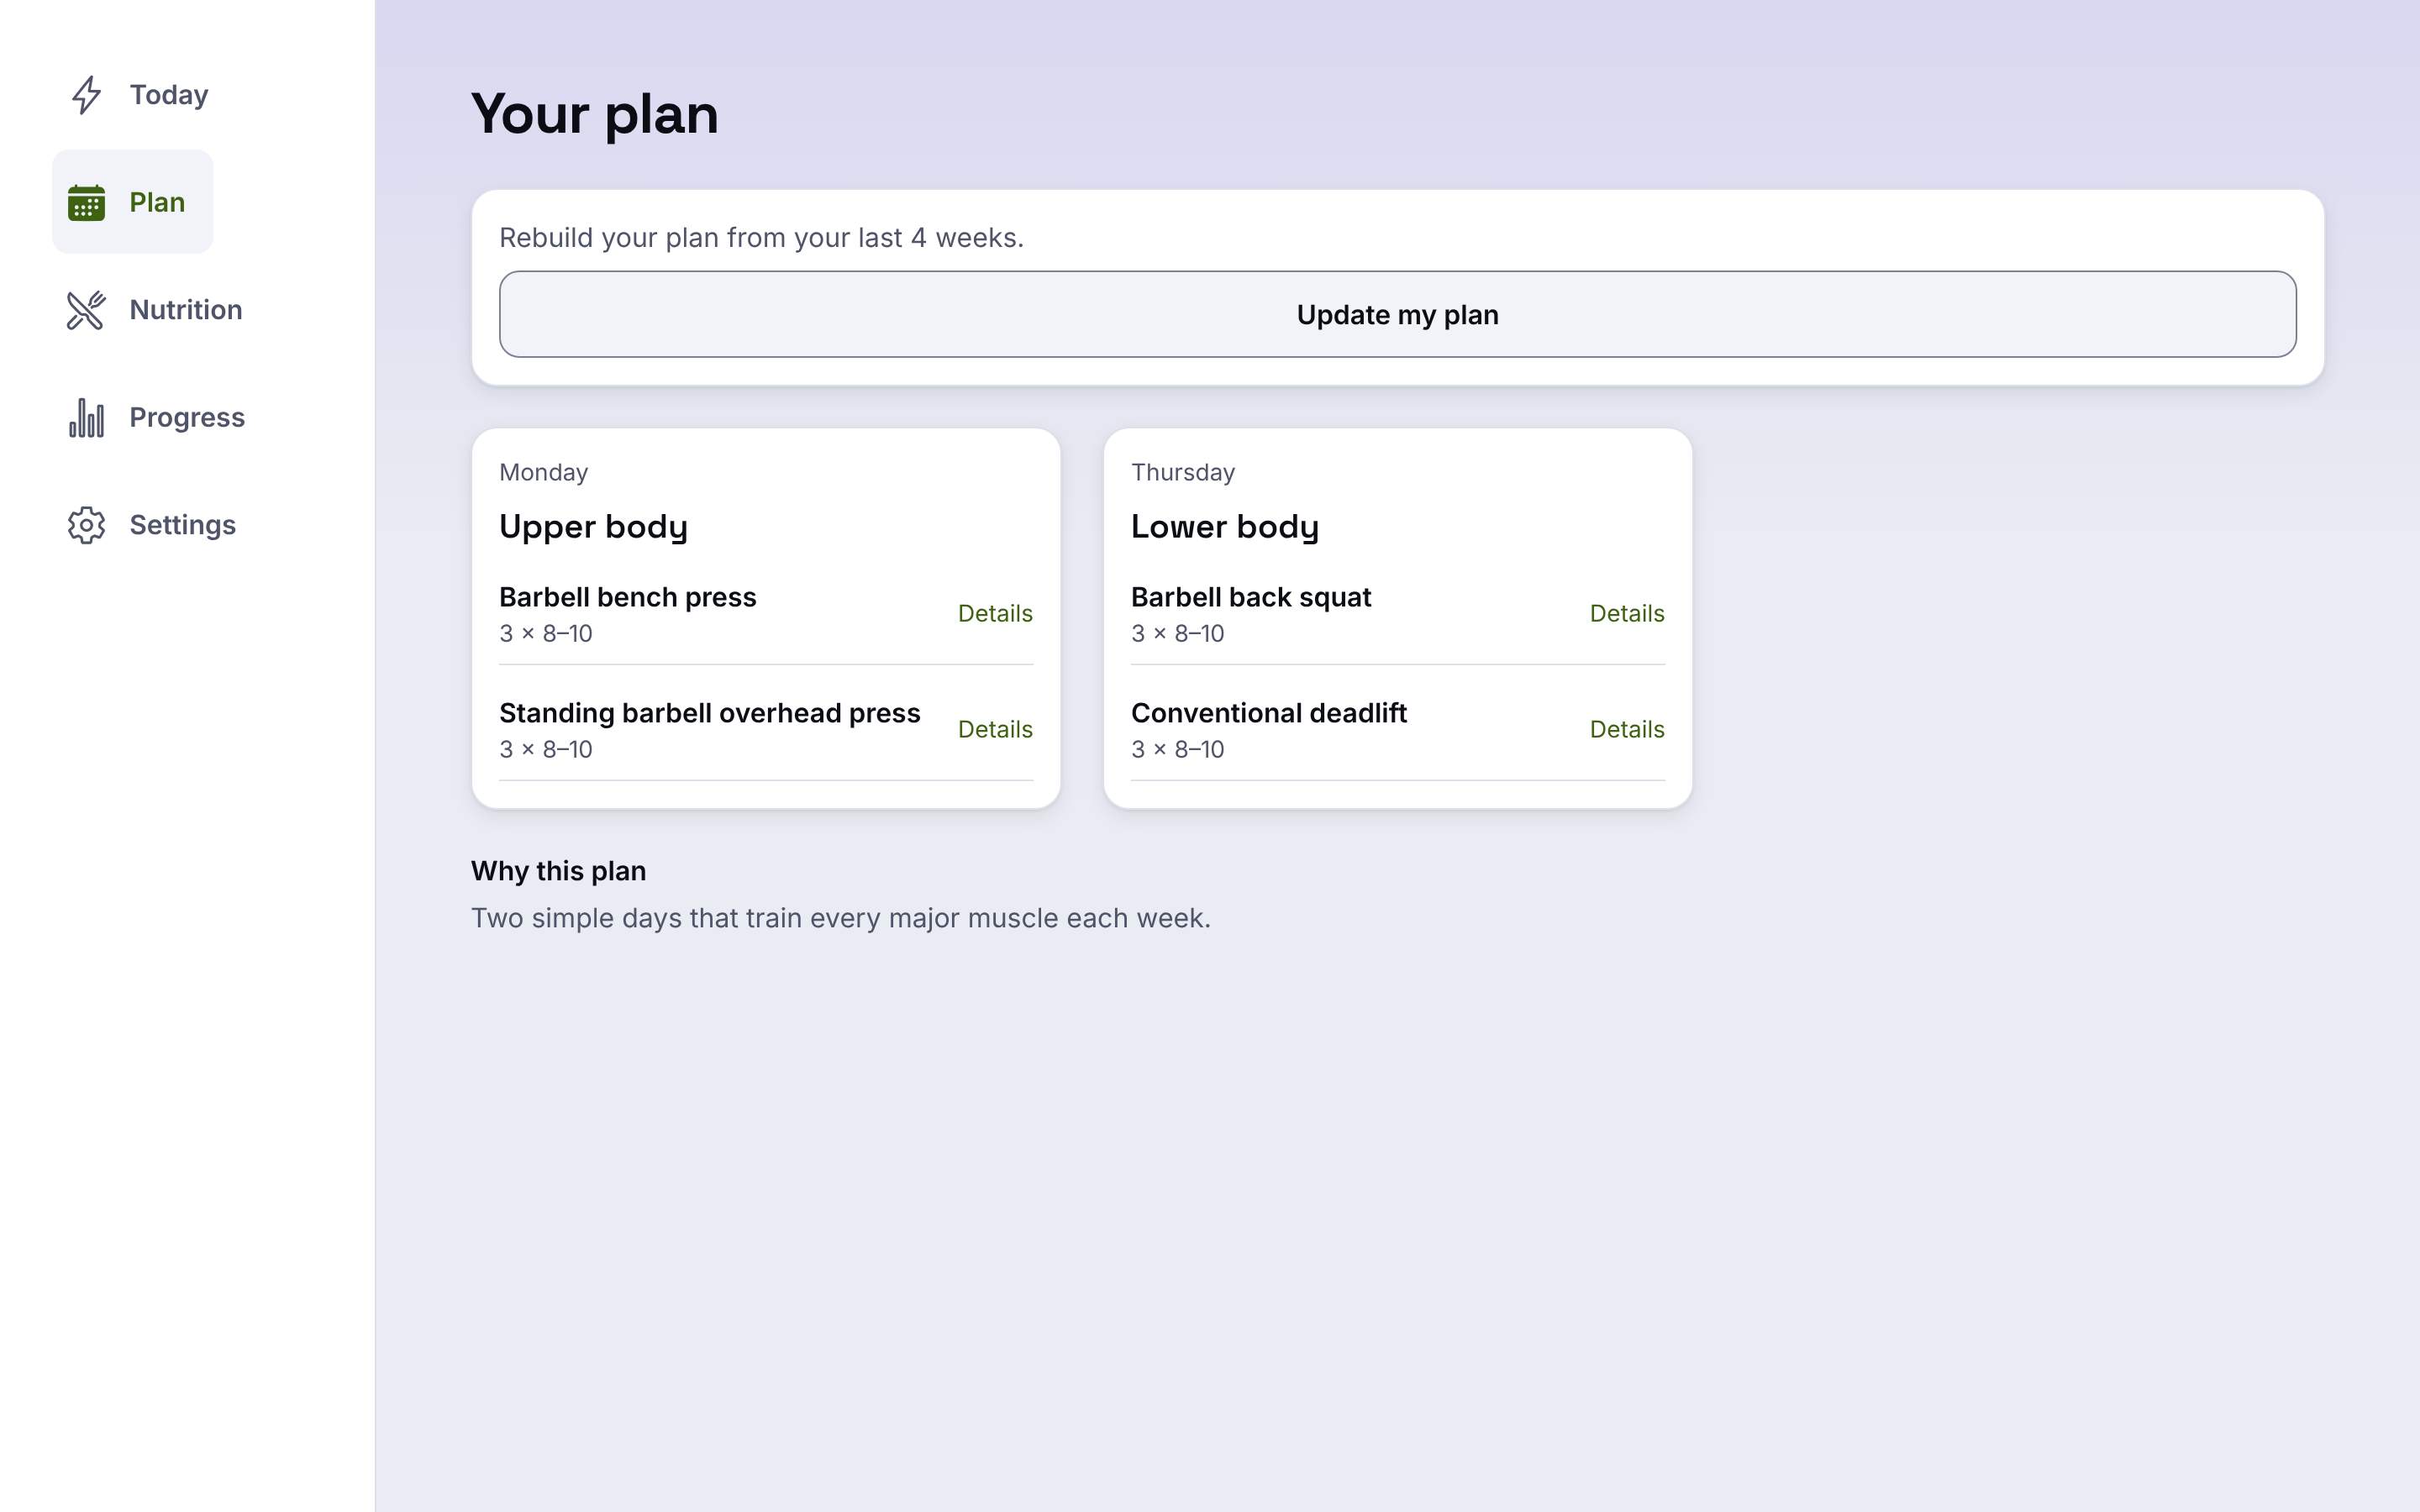 Today
Plan
Nutrition
Progress
Settings
Your plan
Rebuild your plan from your last 4 weeks.
Update my plan
Monday
Upper body
Barbell bench press
3 × 8–10
Details
Standing barbell overhead press
3 × 8–10
Details
Thursday
Lower body
Barbell back squat
3 × 8–10
Details
Conventional deadlift
3 × 8–10
Details
Why this plan
Two simple days that train every major muscle each week.